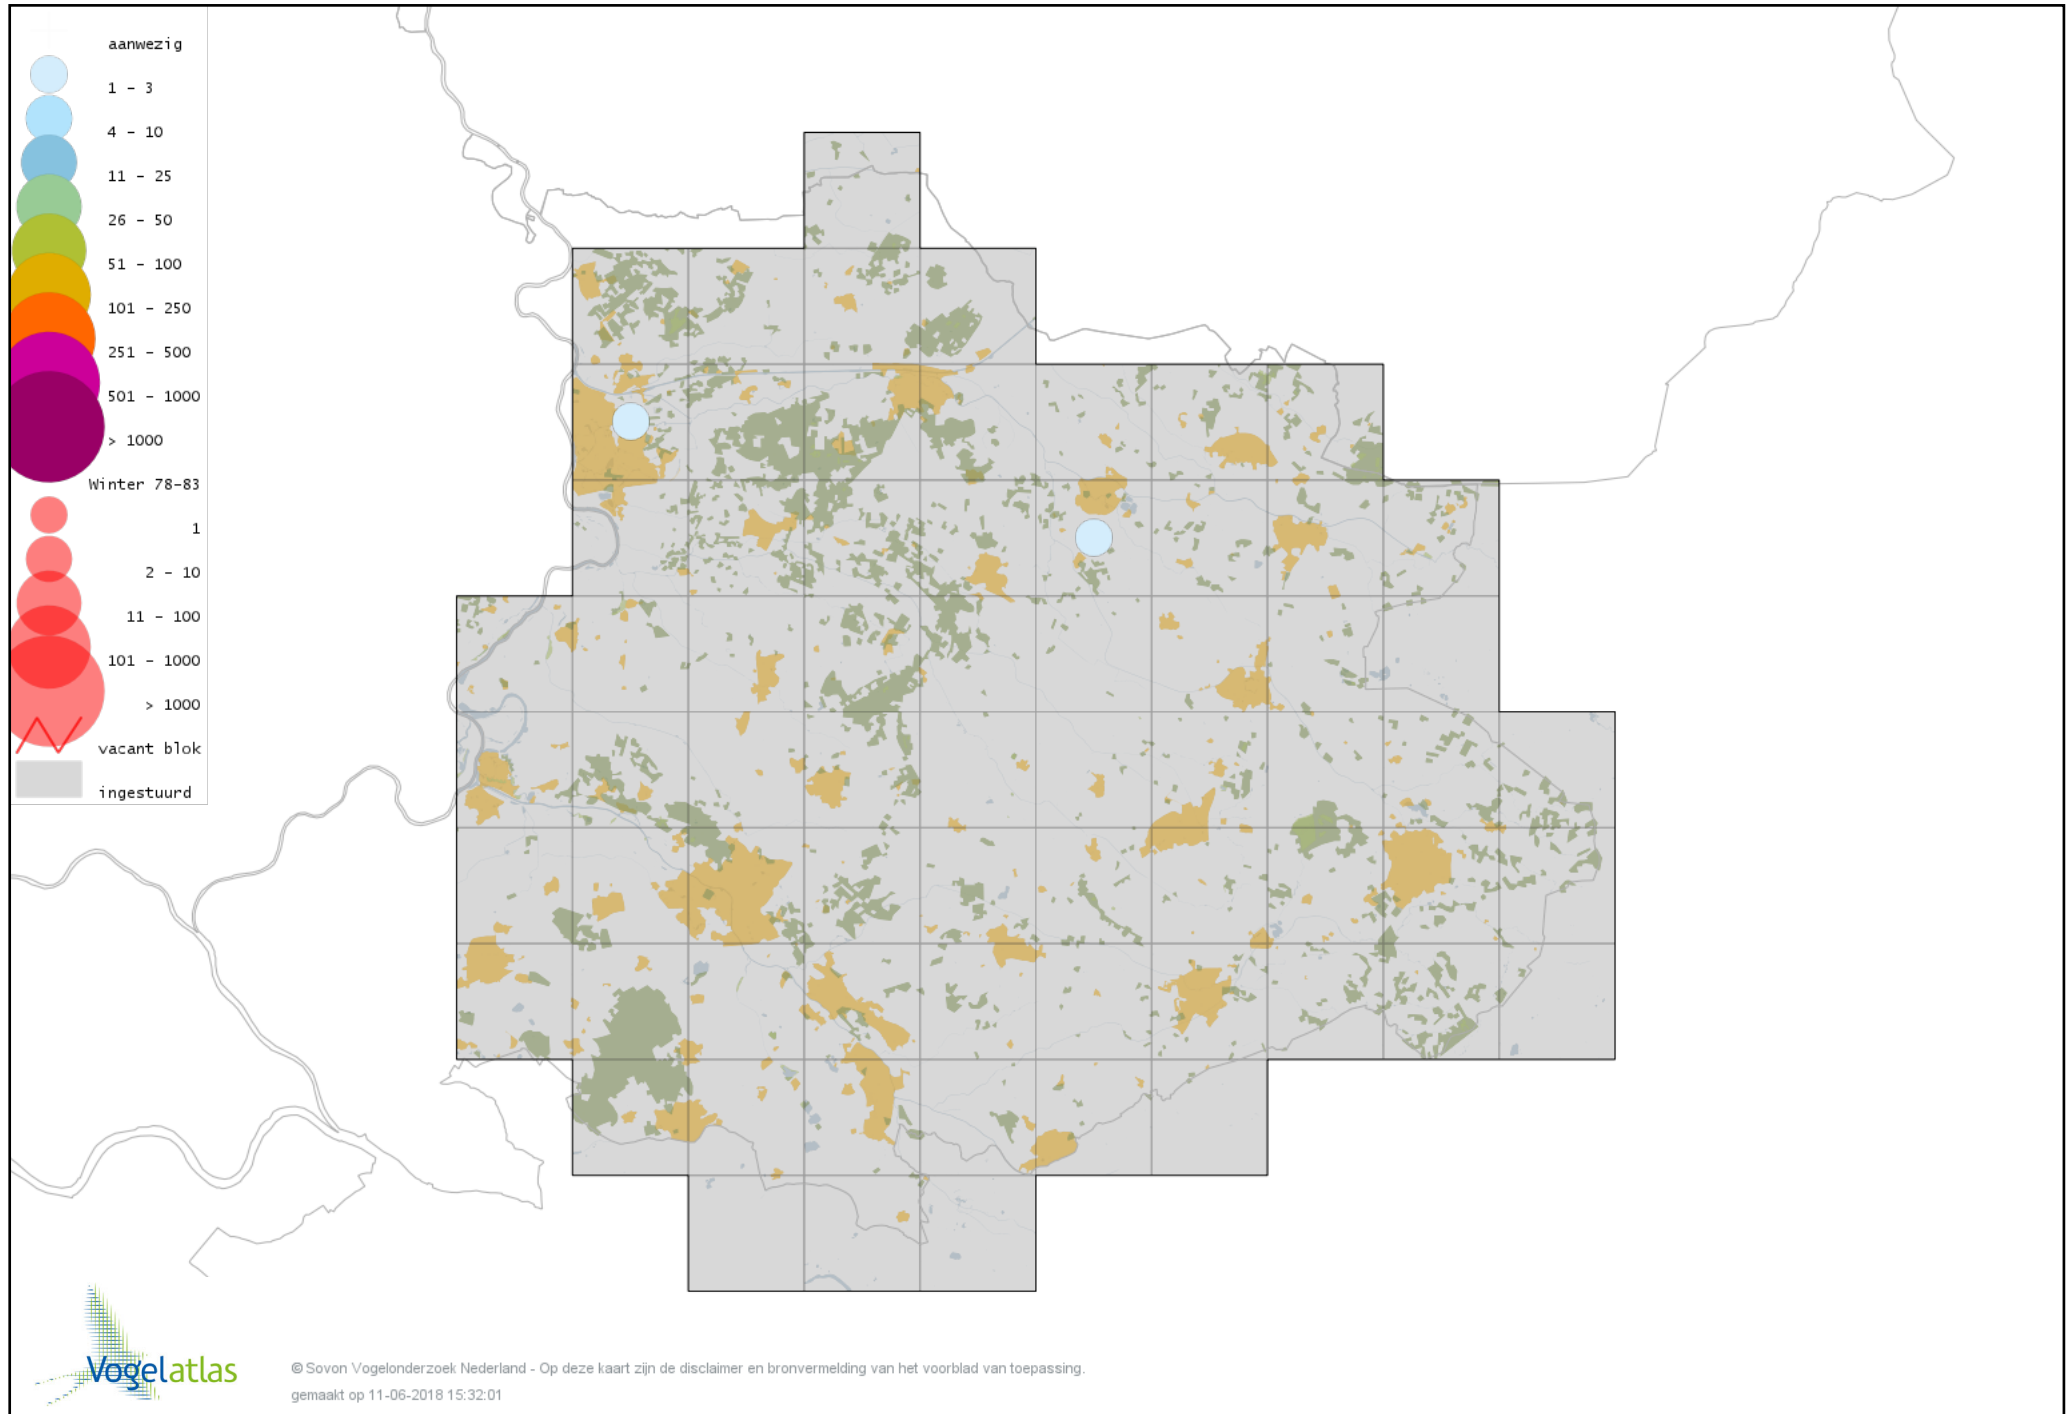 aanwezig
1 - 3
4 - 10
11 - 25
26 - 50
51 - 100
101 - 250
251 - 500
501 - 1000
> 1000
Winter 78-83
1
2 - 10
11 - 100
101 - 1000
> 1000
vacant blok
ingestuurd
Vogelatlas
© Sovon Vogelonderzoek Nederland - Op deze kaart zijn de disclaimer en bronvermelding van het voorblad van toepassing.
gemaakt op 11-06-2018 15:32:01